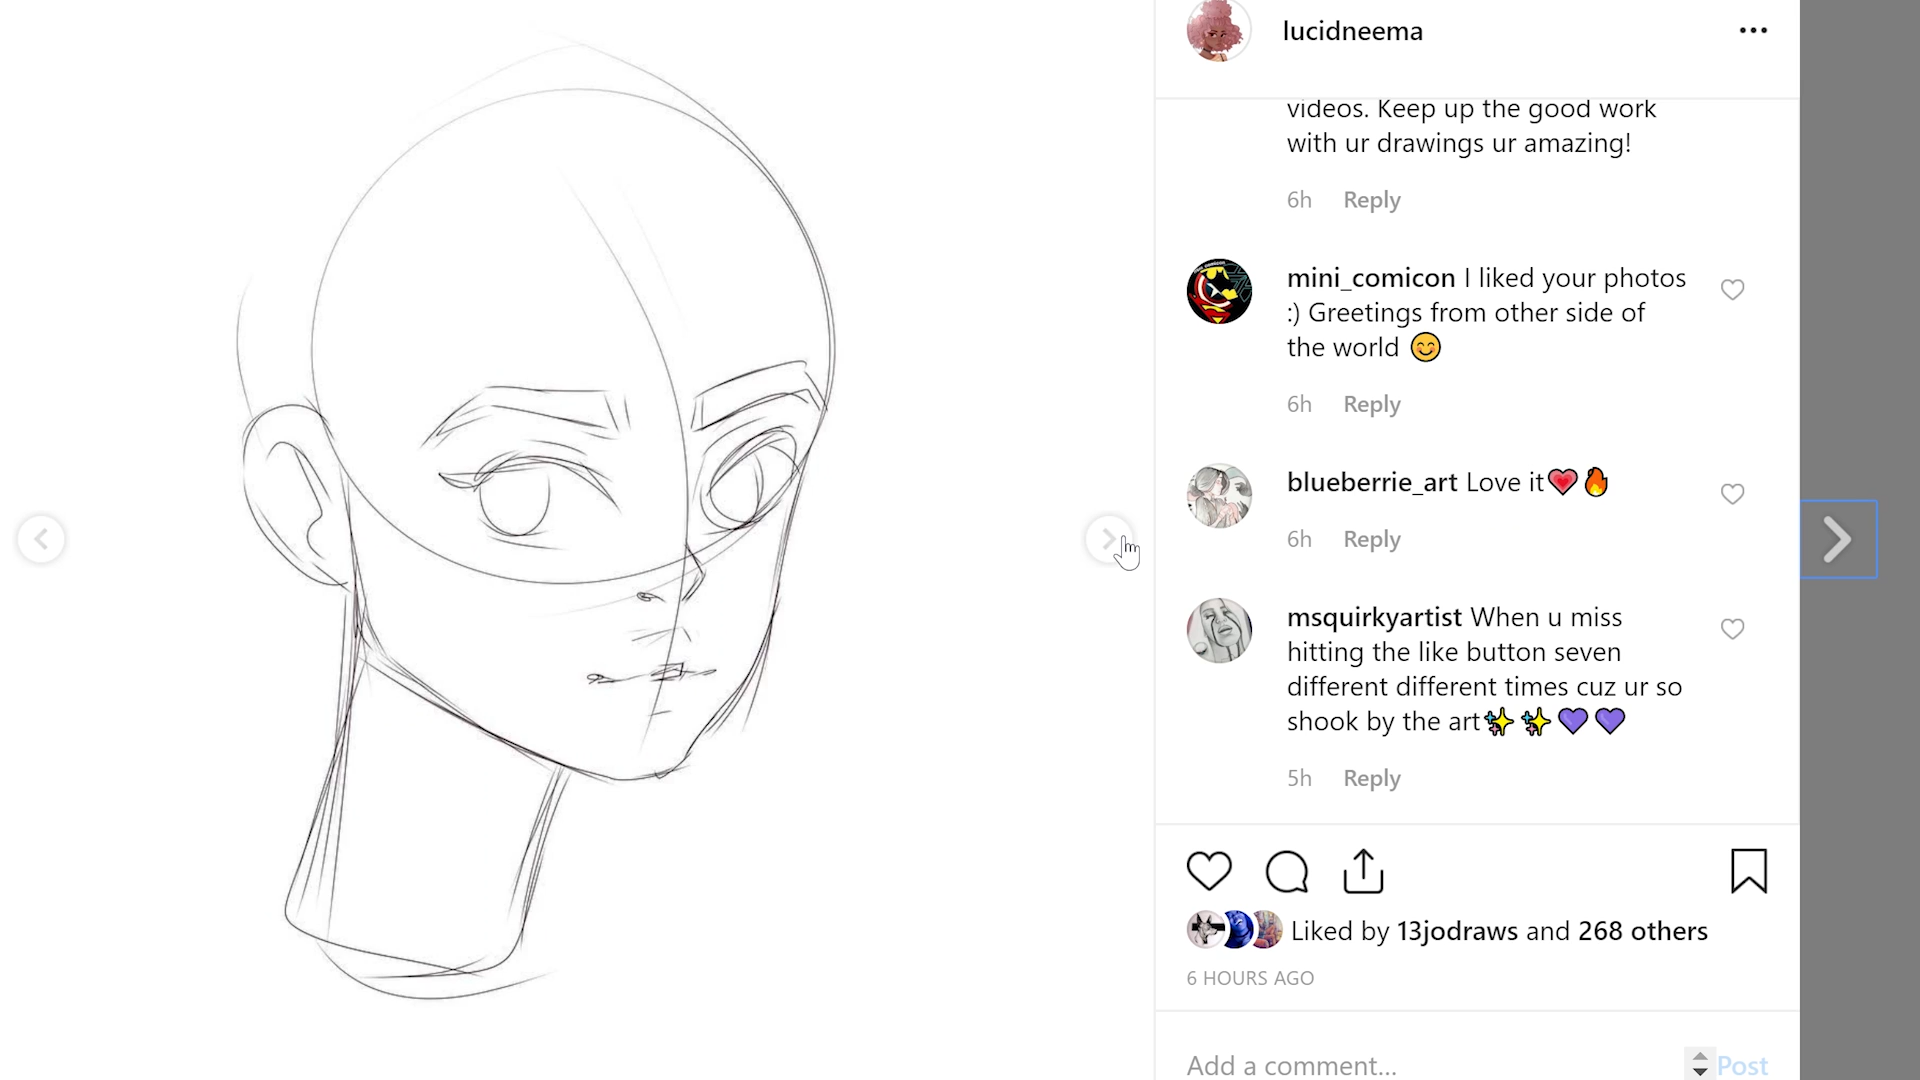 lucidneema
videos. Keep up the good work
with ur drawings ur amazing!
6h Reply
mini_comicon I liked your photos
:) Greetings from other side of
the world 😊
6h Reply
blueberrie_art Love it💗🔥
6h Reply
msquirkyartist When u miss
hitting the like button seven
different different times cuz ur so
shook by the art✨✨💜💜
5h Reply
Liked by 13jodraws and 268 others
6 HOURS AGO
Add a comment... Post